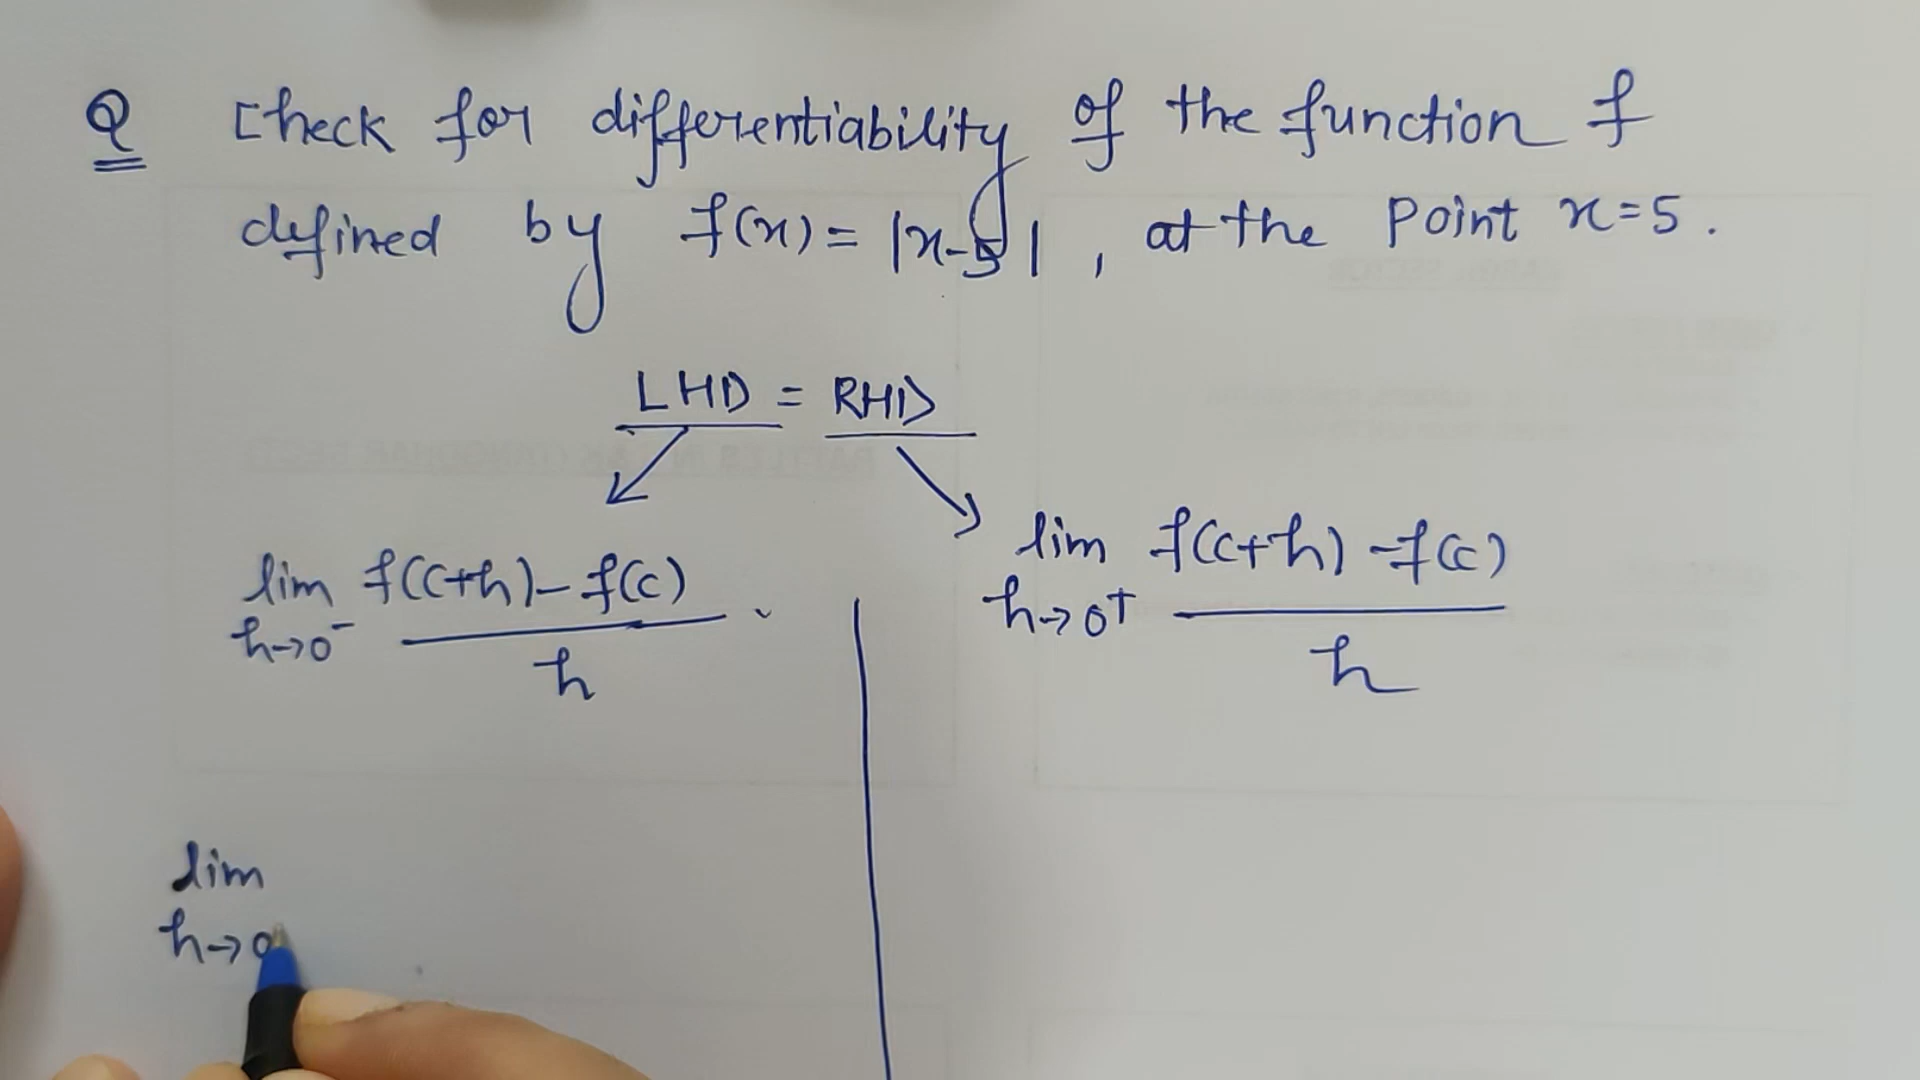 Q Check for differentiability of the function f
defined by f(x) = |x-5| , at the Point x=5.
LHD = RHD
lim f(c+h) - f(c)
h→0⁻ h
lim f(c+h) - f(c)
h→0⁺ h
lim
h→0